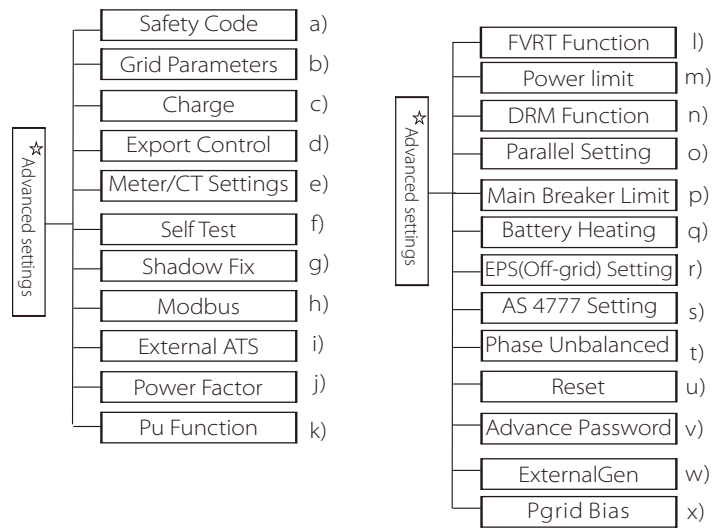 ☆Advanced settings
Safety Code a)
Grid Parameters b)
Charge c)
Export Control d)
Meter/CT Settings e)
Self Test f)
Shadow Fix g)
Modbus h)
External ATS i)
Power Factor j)
Pu Function k)
☆Advanced settings
FVRT Function l)
Power limit m)
DRM Function n)
Parallel Setting o)
Main Breaker Limit p)
Battery Heating q)
EPS(Off-grid) Setting r)
AS 4777 Setting s)
Phase Unbalanced t)
Reset u)
Advance Password v)
ExternalGen w)
Pgrid Bias x)